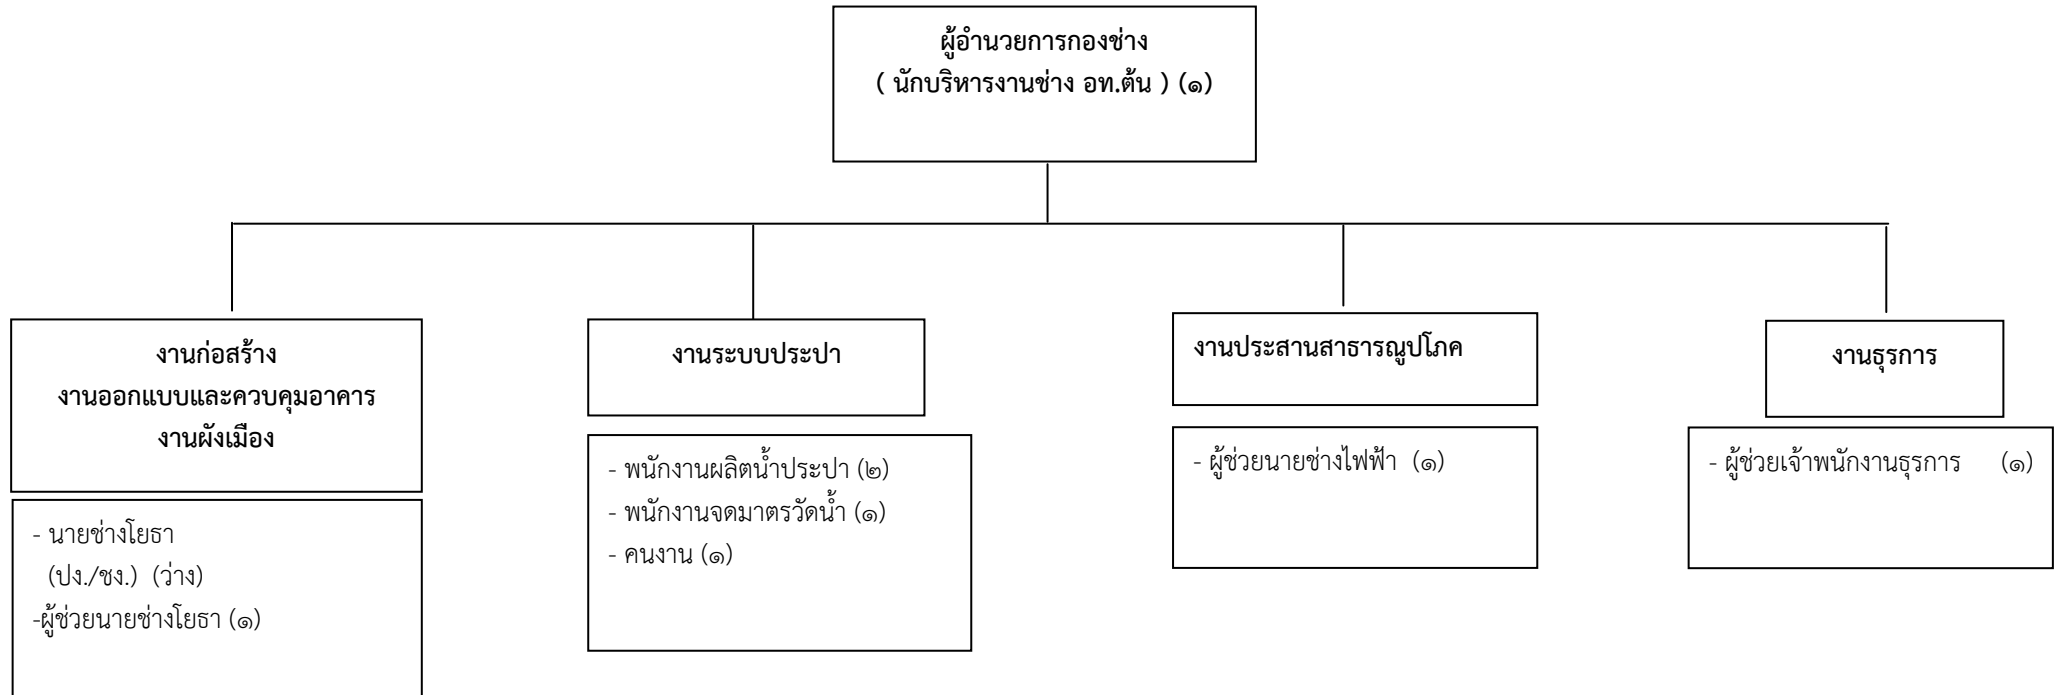 ผู้อำนวยการกองช่าง
( นักบริหารงานช่าง อท.ต้น ) (๑)
งานก่อสร้าง
งานออกแบบและควบคุมอาคาร
งานผังเมือง
- นายช่างโยธา
(ปง./ชง.) (ว่าง)
-ผู้ช่วยนายช่างโยธา (๑)
งานระบบประปา
- พนักงานผลิตน้ำประปา (๒)
- พนักงานจดมาตรวัดน้ำ (๑)
- คนงาน (๑)
งานประสานสาธารณูปโภค
- ผู้ช่วยนายช่างไฟฟ้า (๑)
งานธุรการ
- ผู้ช่วยเจ้าพนักงานธุรการ (๑)